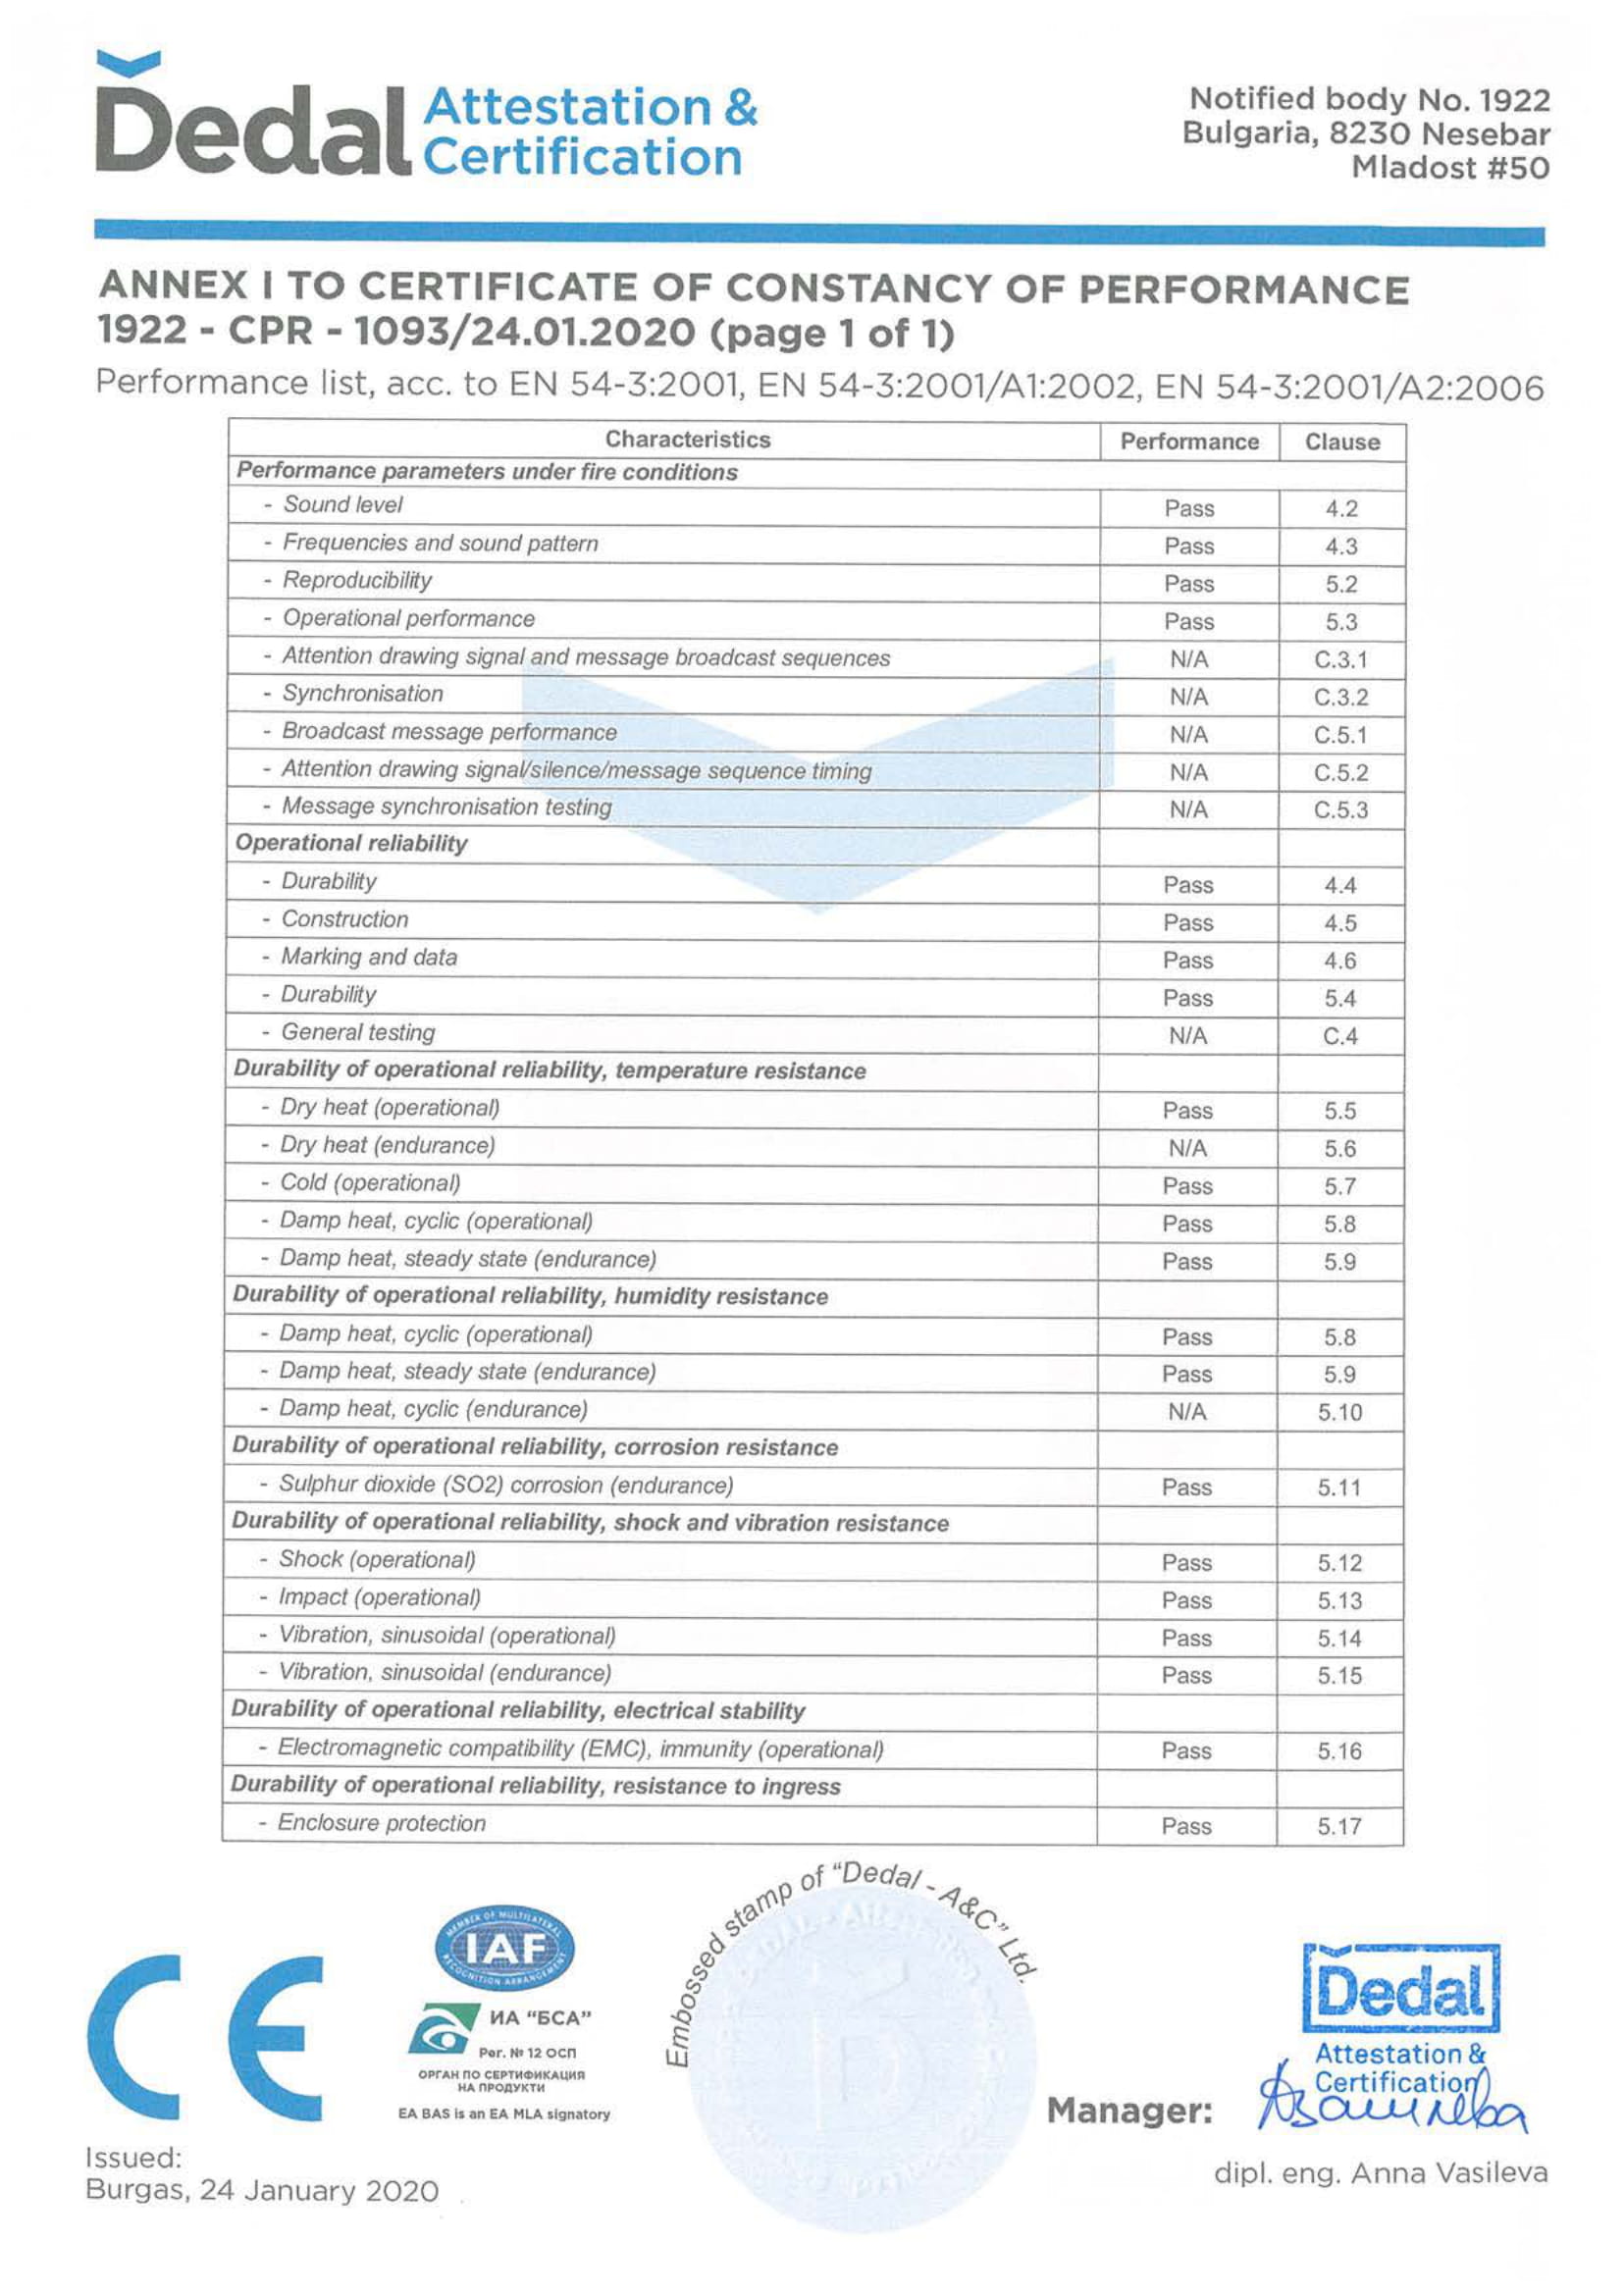 Dedal Attestation &
Certification
Notified body No. 1922
Bulgaria, 8230 Nesebar
Mladost #50
ANNEX I TO CERTIFICATE OF CONSTANCY OF PERFORMANCE
1922 - CPR - 1093/24.01.2020 (page 1 of 1)
Performance list, acc. to EN 54-3:2001, EN 54-3:2001/A1:2002, EN 54-3:2001/A2:2006
Characteristics Performance Clause
Performance parameters under fire conditions
- Sound level Pass 4.2
- Frequencies and sound pattern Pass 4.3
- Reproducibility Pass 5.2
- Operational performance Pass 5.3
- Attention drawing signal and message broadcast sequences N/A C.3.1
- Synchronisation N/A C.3.2
- Broadcast message performance N/A C.5.1
- Attention drawing signal/silence/message sequence timing N/A C.5.2
- Message synchronisation testing N/A C.5.3
Operational reliability
- Durability Pass 4.4
- Construction Pass 4.5
- Marking and data Pass 4.6
- Durability Pass 5.4
- General testing N/A C.4
Durability of operational reliability, temperature resistance
- Dry heat (operational) Pass 5.5
- Dry heat (endurance) N/A 5.6
- Cold (operational) Pass 5.7
- Damp heat, cyclic (operational) Pass 5.8
- Damp heat, steady state (endurance) Pass 5.9
Durability of operational reliability, humidity resistance
- Damp heat, cyclic (operational) Pass 5.8
- Damp heat, steady state (endurance) Pass 5.9
- Damp heat, cyclic (endurance) N/A 5.10
Durability of operational reliability, corrosion resistance
- Sulphur dioxide (SO2) corrosion (endurance) Pass 5.11
Durability of operational reliability, shock and vibration resistance
- Shock (operational) Pass 5.12
- Impact (operational) Pass 5.13
- Vibration, sinusoidal (operational) Pass 5.14
- Vibration, sinusoidal (endurance) Pass 5.15
Durability of operational reliability, electrical stability
- Electromagnetic compatibility (EMC), immunity (operational) Pass 5.16
Durability of operational reliability, resistance to ingress
- Enclosure protection Pass 5.17
CE
MEMBER OF MULTILATERAL
IAF
RECOGNITION ARRANGEMENT
ИА "БСА"
Рег. № 12 ОСП
ОРГАН ПО СЕРТИФИКАЦИЯ
НА ПРОДУКТИ
EA BAS is an EA MLA signatory
Embossed stamp of "Dedal - A&C" Ltd.
Dedal
Attestation &
Certification
Manager:
dipl. eng. Anna Vasileva
Issued:
Burgas, 24 January 2020